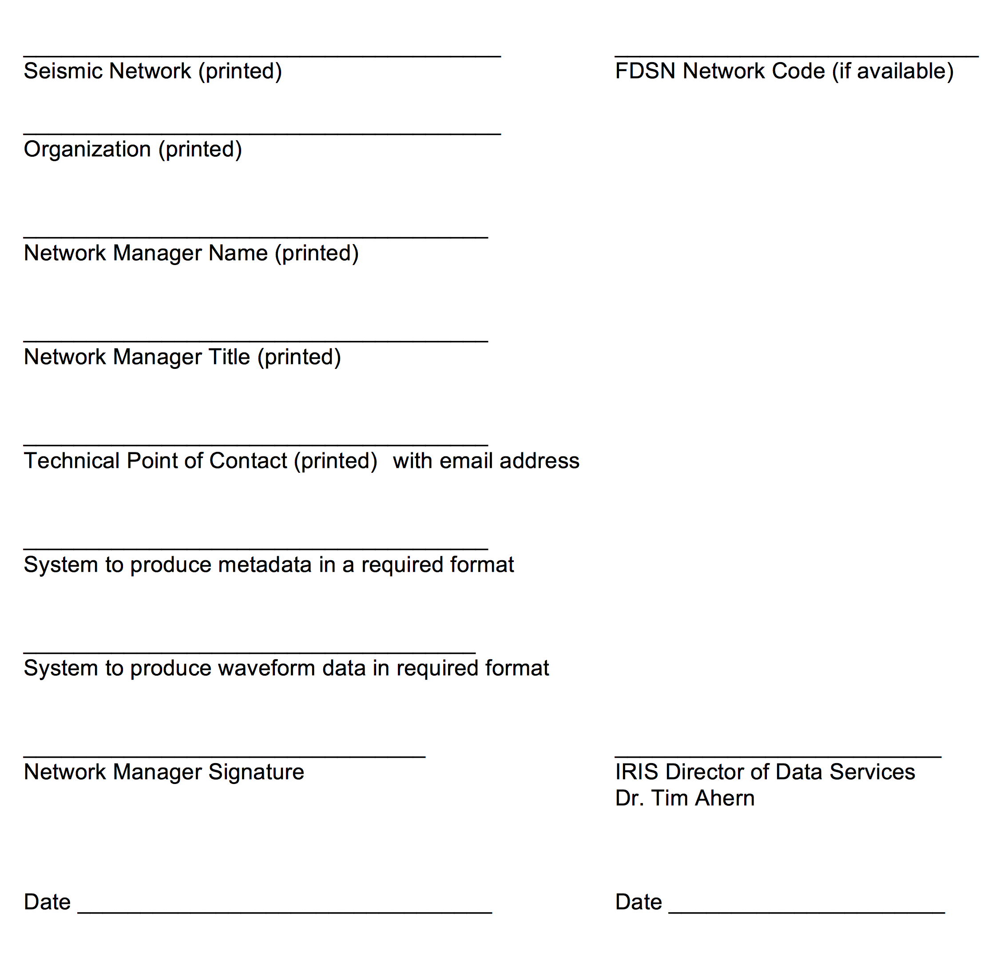 Seismic Network (printed) FDSN Network Code (if available)
Organization (printed)
Network Manager Name (printed)
Network Manager Title (printed)
Technical Point of Contact (printed) with email address
System to produce metadata in a required format
System to produce waveform data in required format
Network Manager Signature IRIS Director of Data Services
Dr. Tim Ahern
Date ______________ Date ______________